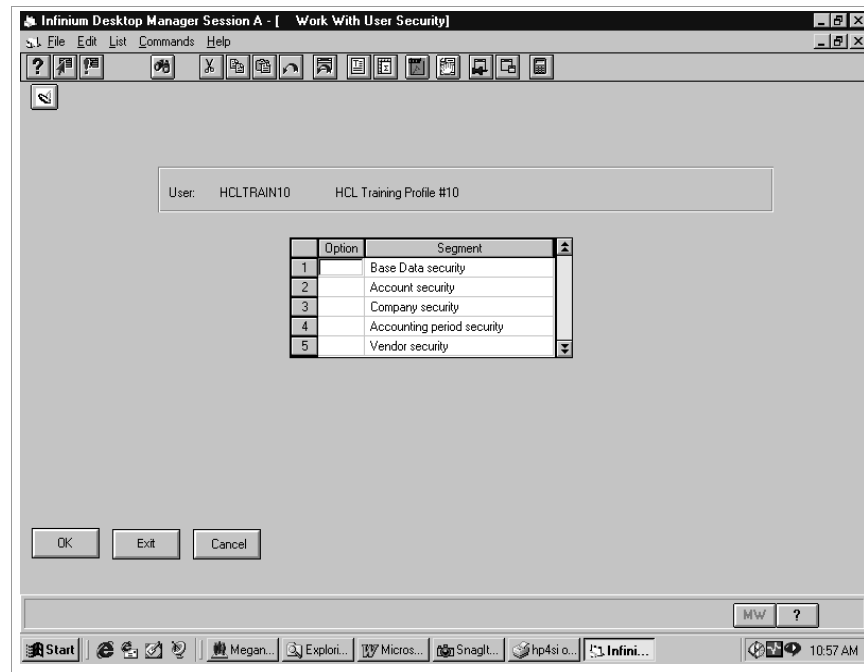 Infinium Desktop Manager Session A - [ Work With User Security]
File Edit List Commands Help
User: HCLTRAIN10 HCL Training Profile #10
Option Segment
1 Base Data security
2 Account security
3 Company security
4 Accounting period security
5 Vendor security
OK Exit Cancel
MW ?
Start Megan... Explori... Micros... SnagIt... hp4si o... Infini... 10:57 AM